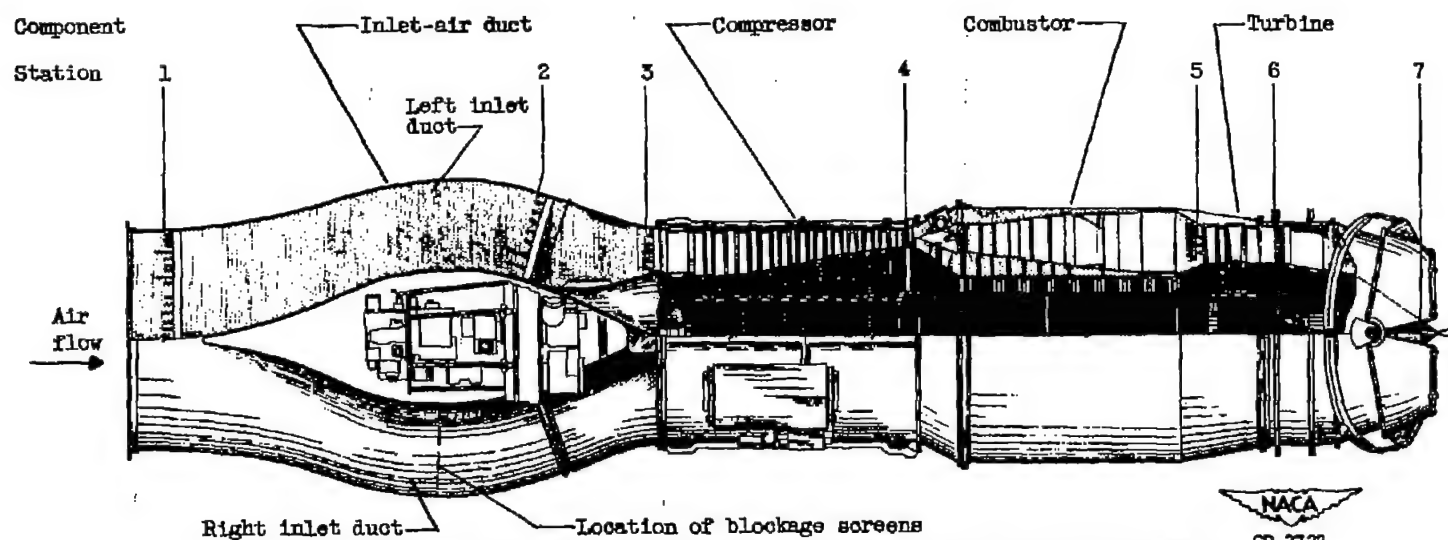 Component Inlet-air duct Compressor Combustor Turbine
Station 1 2 3 4 5 6 7
Left inlet
duct
Air
flow
Right inlet duct Location of blockage screens
NACA